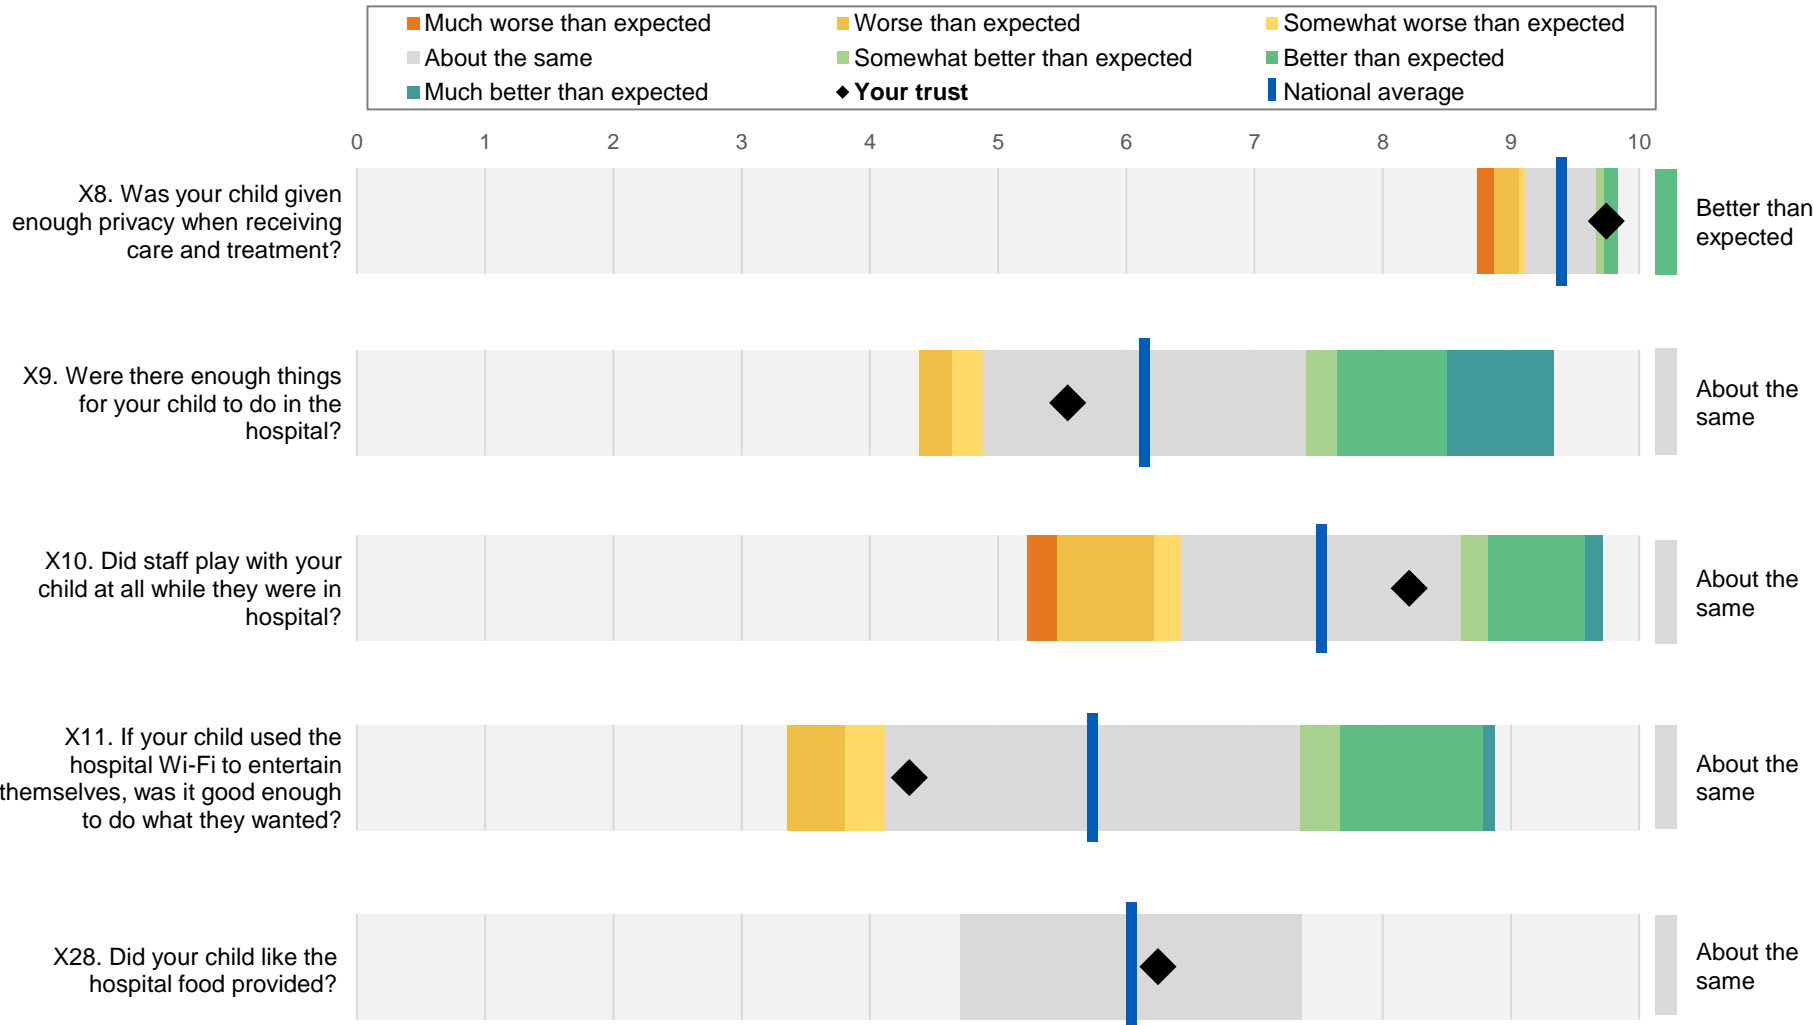 Much worse than expected
Worse than expected
Somewhat worse than expected
About the same
Somewhat better than expected
Better than expected
Much better than expected
Your trust
National average
0 1 2 3 4 5 6 7 8 9 10
X8. Was your child given
enough privacy when receiving
care and treatment?
Better than
expected
X9. Were there enough things
for your child to do in the
hospital?
About the
same
X10. Did staff play with your
child at all while they were in
hospital?
About the
same
X11. If your child used the
hospital Wi-Fi to entertain
themselves, was it good enough
to do what they wanted?
About the
same
X28. Did your child like the
hospital food provided?
About the
same